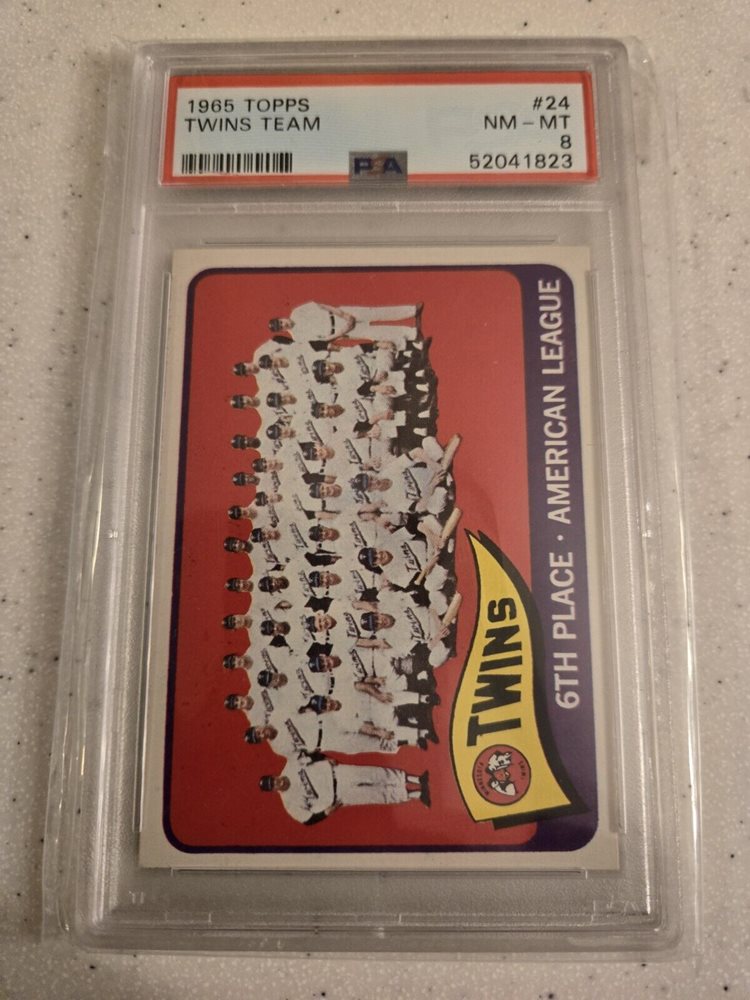 1965 TOPPS #24
TWINS TEAM NM - MT
8
PSA 52041823
6TH PLACE · AMERICAN LEAGUE
TWINS